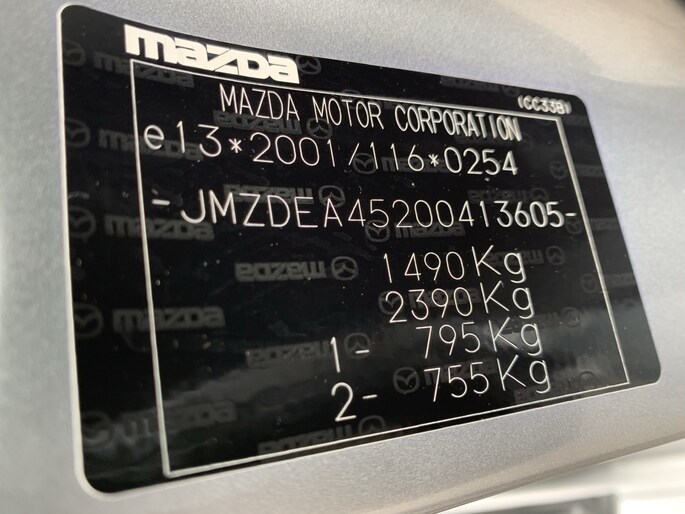 mazda
(CC33B)
MAZDA MOTOR CORPORATION
e13*2001/116*0254
-JMZDEA45200413605-
1490Kg
2390Kg
1- 795Kg
2- 755Kg